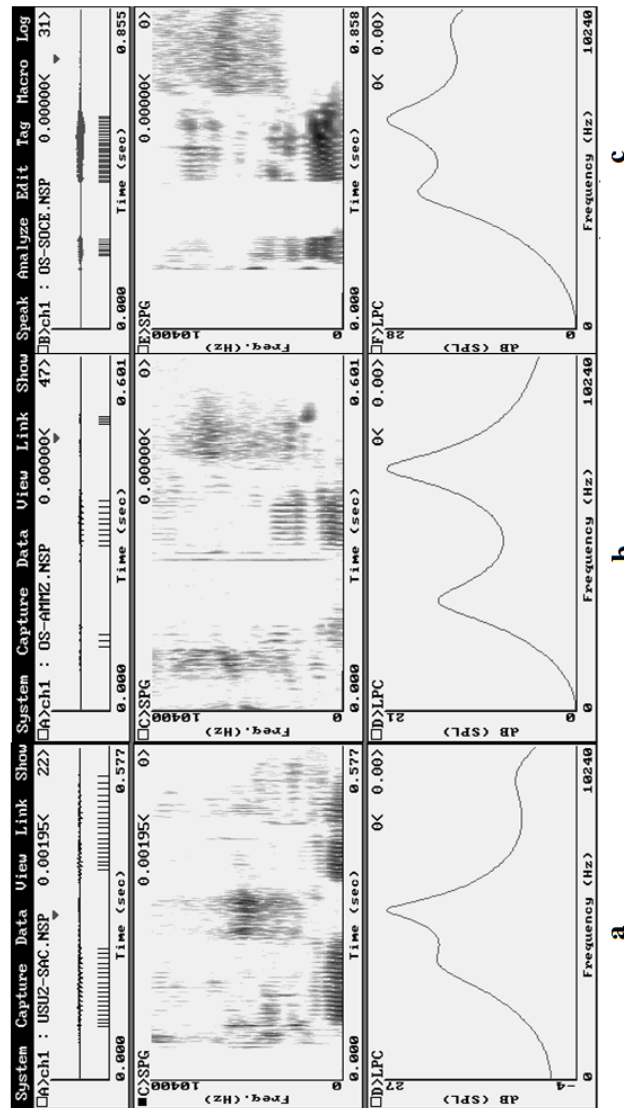 System Capture Data View Link Show System Capture Data View Link Show Speak Analyze Edit Tag Macro Log
A>ch1 : USUZ-SAC.NSP 0.00195< 22> A>ch1 : OS-AMMZ.NSP 0.00000< 47> B>ch1 : OS-SOCE.NSP 0.00000< 31>
0.000 Time (sec) 0.577 0.000 Time (sec) 0.601 0.000 Time (sec) 0.855
C>SPG 0.00195< 0> C>SPG 0.00000< 0> E>SPG 0.00000< 0>
10400 10400 10400
Freq.(Hz) Freq.(Hz) Freq.(Hz)
0 0 0
0.000 Time (sec) 0.577 0.000 Time (sec) 0.601 0.000 Time (sec) 0.858
D>LPC 0< 0.00> D>LPC 0< 0.00> F>LPC 0< 0.00>
27 21 28
dB (SPL) dB (SPL) dB (SPL)
-4 0 0
0 Frequency (Hz) 10240 0 Frequency (Hz) 10240 0 Frequency (Hz) 10240
a b c